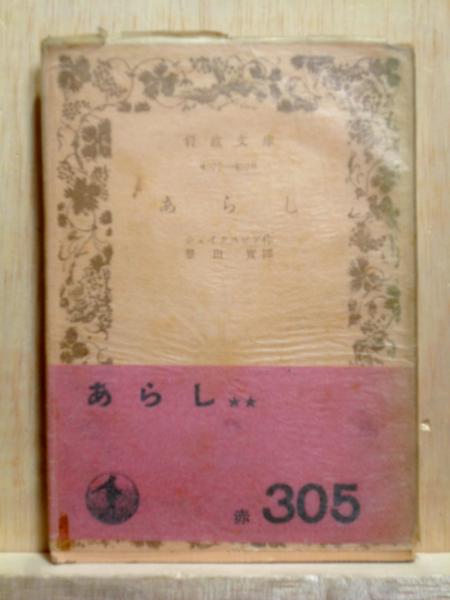 岩波文庫
あらし
シェイクスピア作
豊田實譯
あらし★★
赤 305